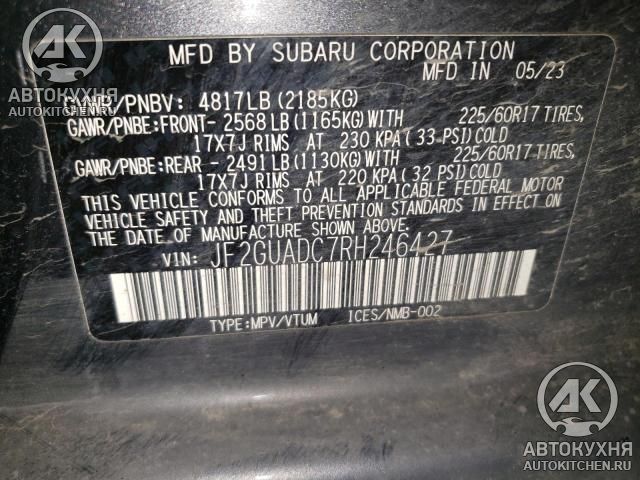 MFD BY SUBARU CORPORATION
MFD IN 05/23
GVWR/PNBV: 4817LB(2185KG)
GAWR/PNBE:FRONT- 2568LB(1165KG)WITH 225/60R17 TIRES,
17X7J RIMS AT 230 KPA(33-PSI)COLD
GAWR/PNBE:REAR - 2491LB(1130KG)WITH 225/60R17 TIRES,
17X7J RIMS AT 220 KPA(32 PSI)COLD
THIS VEHICLE CONFORMS TO ALL APPLICABLE FEDERAL MOTOR
VEHICLE SAFETY AND THEFT PREVENTION STANDARDS IN EFFECT ON
THE DATE OF MANUFACTURE SHOWN ABOVE.
VIN: JF2GUADC7RH246427
TYPE:MPV/VTUM ICES/NMB-002
АК
АВТОКУХНЯ
AUTOKITCHEN.RU
АК
АВТОКУХНЯ
AUTOKITCHEN.RU